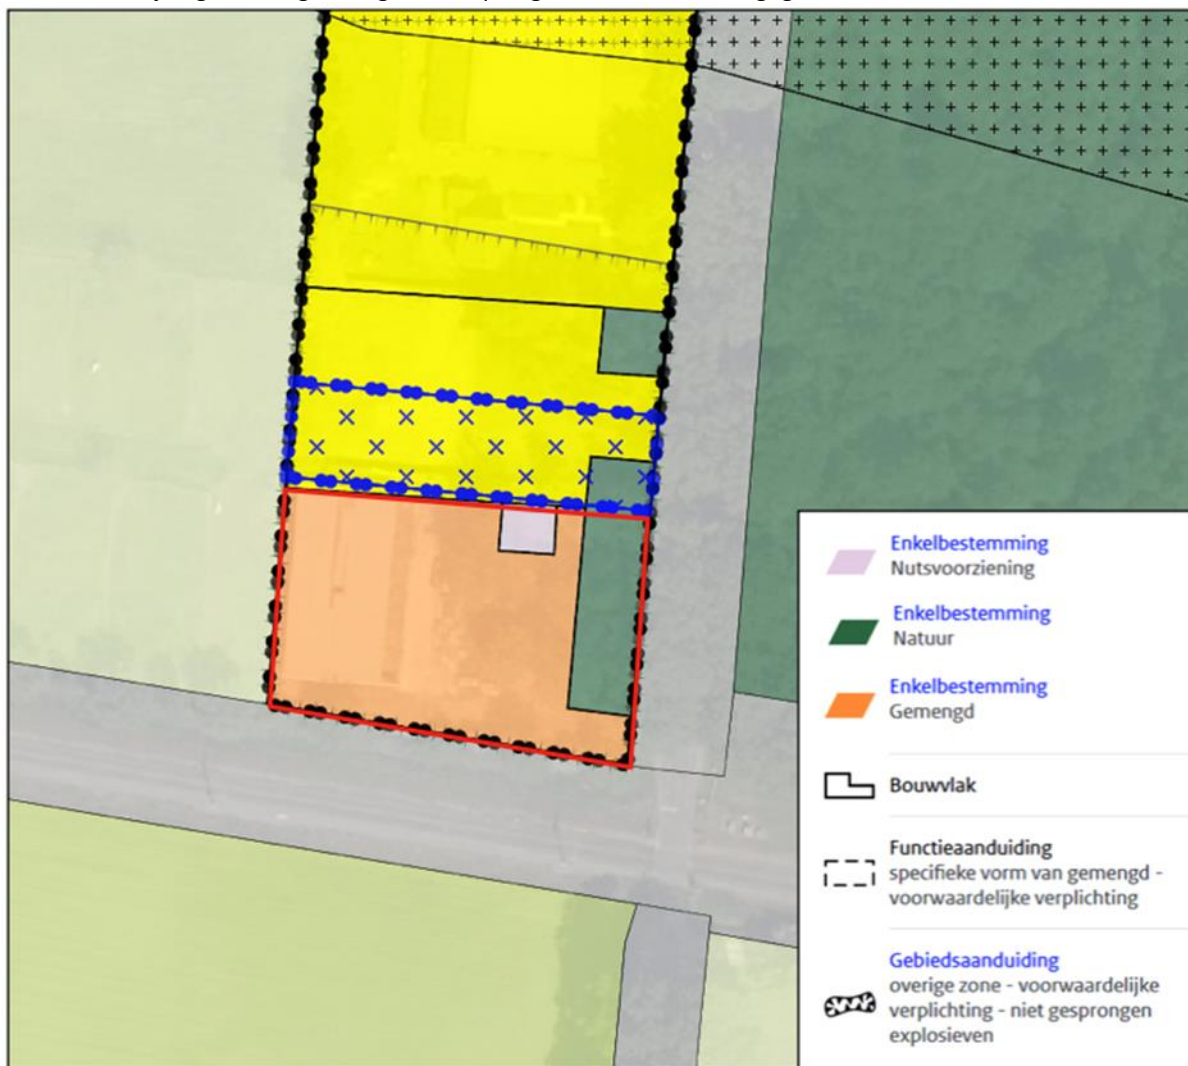 Enkelbestemming
Nutsvoorziening
Enkelbestemming
Natuur
Enkelbestemming
Gemengd
Bouwvlak
Functieaanduiding
specifieke vorm van gemengd -
voorwaardelijke verplichting
Gebiedsaanduiding
overige zone - voorwaardelijke
verplichting - niet gesprongen
explosieven